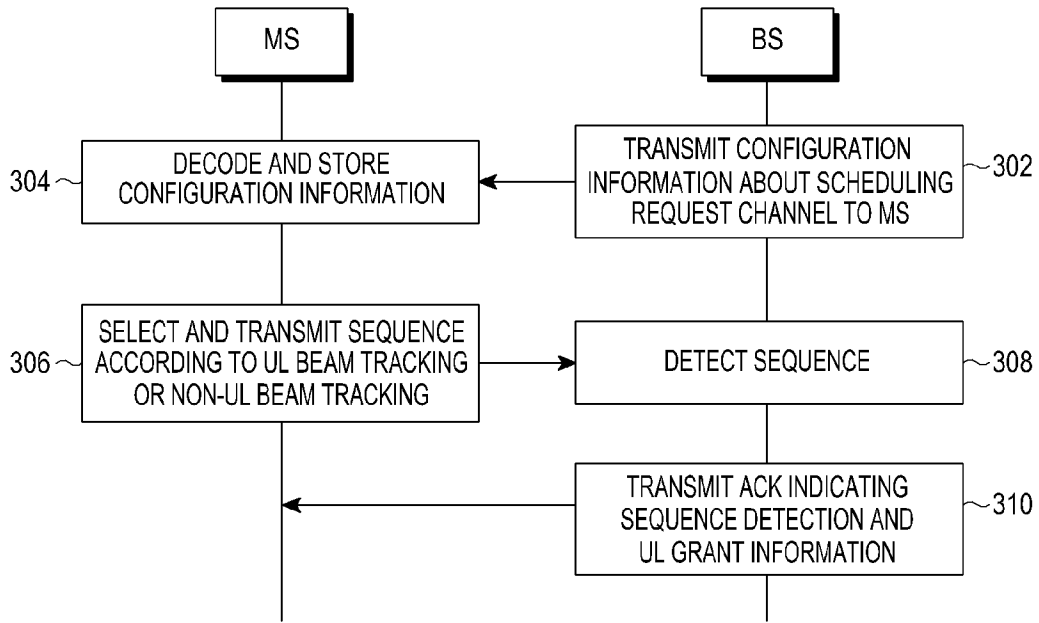 MS
BS
304
DECODE AND STORE
CONFIGURATION INFORMATION
TRANSMIT CONFIGURATION
INFORMATION ABOUT SCHEDULING
REQUEST CHANNEL TO MS
302
306
SELECT AND TRANSMIT SEQUENCE
ACCORDING TO UL BEAM TRACKING
OR NON-UL BEAM TRACKING
DETECT SEQUENCE
308
TRANSMIT ACK INDICATING
SEQUENCE DETECTION AND
UL GRANT INFORMATION
310